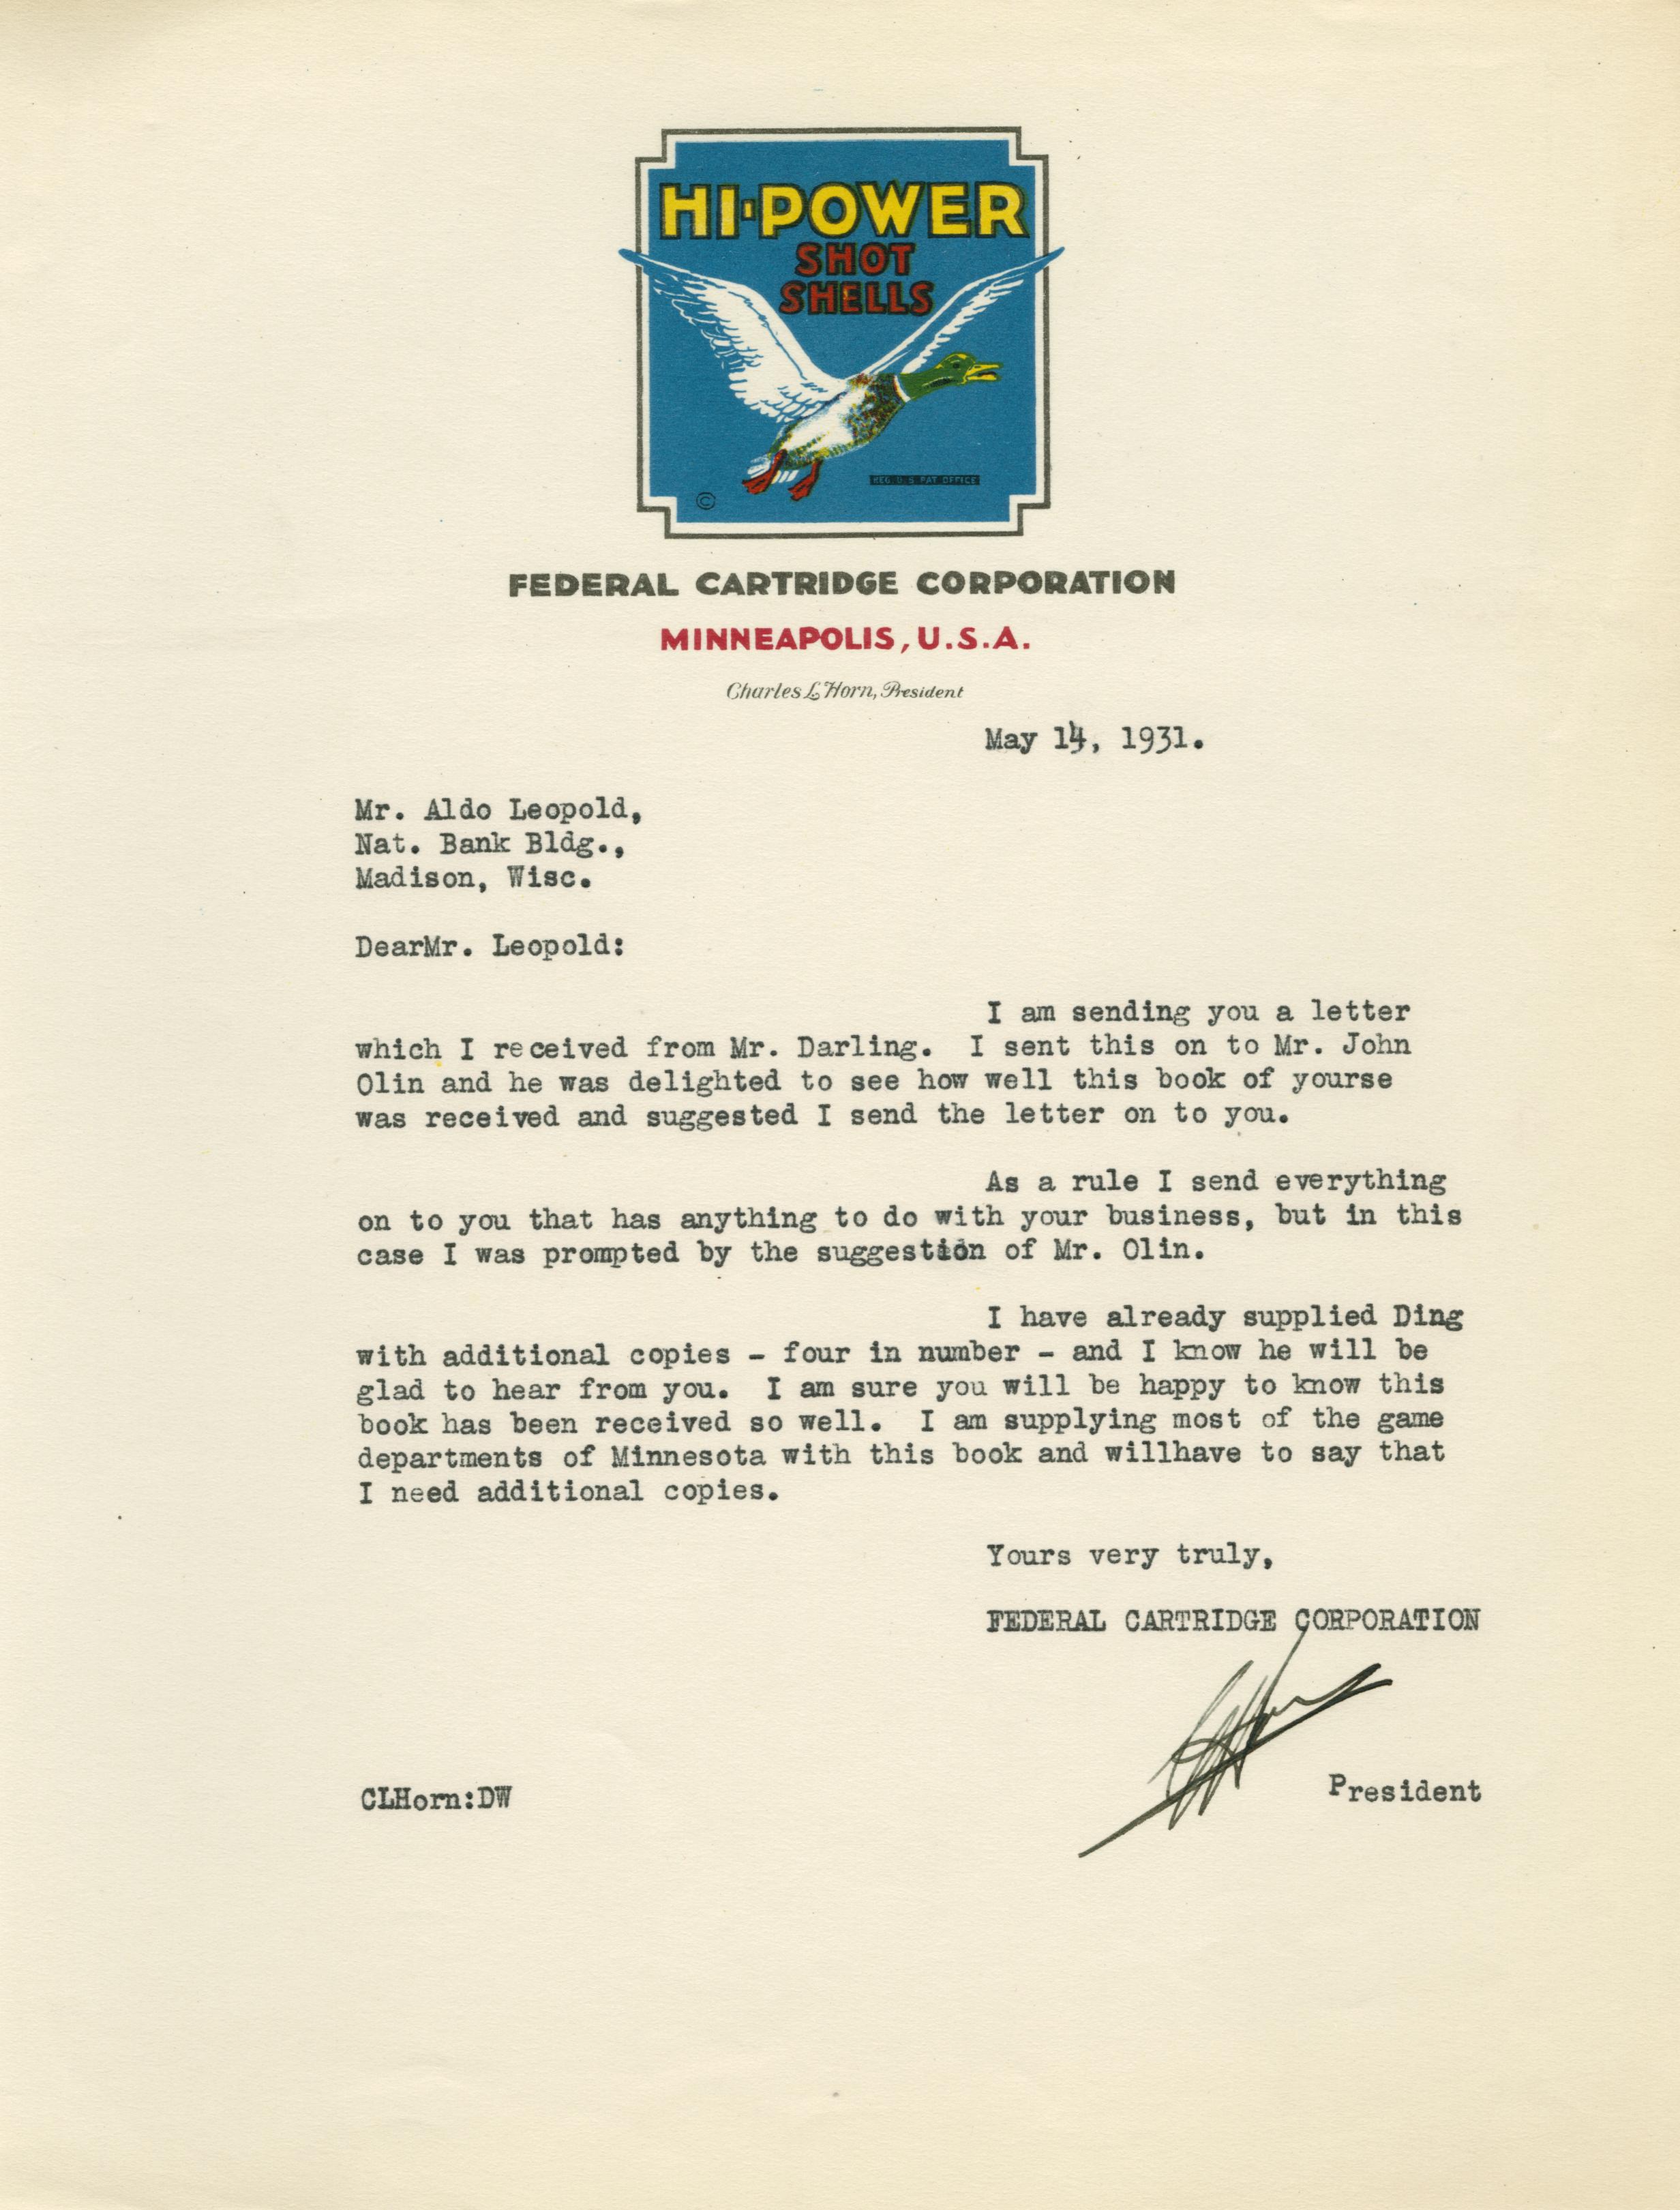 HI-POWER
SHOT
SHELLS
REG. U.S. PAT. OFFICE
©
FEDERAL CARTRIDGE CORPORATION
MINNEAPOLIS, U.S.A.
Charles L Horn, President
May 14, 1931.
Mr. Aldo Leopold,
Nat. Bank Bldg.,
Madison, Wisc.
DearMr. Leopold:
I am sending you a letter
which I received from Mr. Darling. I sent this on to Mr. John
Olin and he was delighted to see how well this book of yourse
was received and suggested I send the letter on to you.
As a rule I send everything
on to you that has anything to do with your business, but in this
case I was prompted by the suggestion of Mr. Olin.
I have already supplied Ding
with additional copies - four in number - and I know he will be
glad to hear from you. I am sure you will be happy to know this
book has been received so well. I am supplying most of the game
departments of Minnesota with this book and willhave to say that
I need additional copies.
Yours very truly,
FEDERAL CARTRIDGE CORPORATION
President
CLHorn:DW